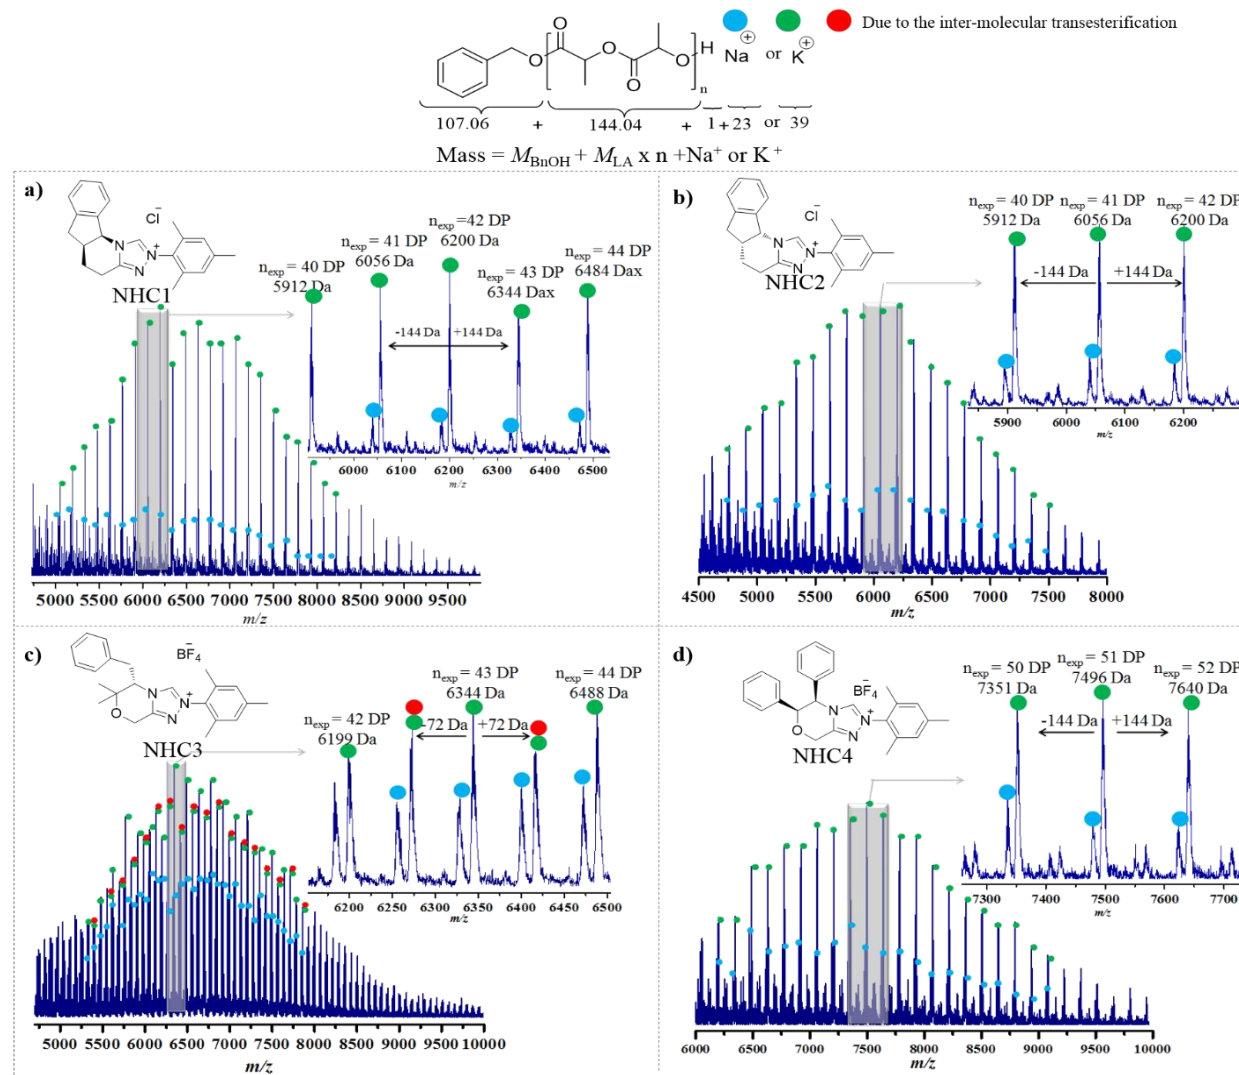 Due to the inter-molecular transesterification
O
O
O
O
O
H
n
Na⊕ or K⊕
107.06 + 144.04 + 1+23 or 39
Mass = M_BnOH + M_LA x n +Na⁺ or K⁺
a)
Cl⁻
N
N⁺
N
NHC1
n_exp = 40 DP
5912 Da
n_exp = 41 DP
6056 Da
n_exp =42 DP
6200 Da
n_exp = 43 DP
6344 Dax
n_exp = 44 DP
6484 Dax
-144 Da
+144 Da
6000 6100 6200 6300 6400 6500
m/z
5000 5500 6000 6500 7000 7500 8000 8500 9000 9500
m/z
b)
Cl⁻
N
N⁺
N
NHC2
n_exp = 40 DP
5912 Da
n_exp = 41 DP
6056 Da
n_exp = 42 DP
6200 Da
-144 Da
+144 Da
5900 6000 6100 6200
m/z
4500 5000 5500 6000 6500 7000 7500 8000
m/z
c)
BF₄⁻
N
N⁺
N
O
NHC3
n_exp = 42 DP
6199 Da
n_exp = 43 DP
6344 Da
n_exp = 44 DP
6488 Da
-72 Da
+72 Da
6200 6250 6300 6350 6400 6450 6500
m/z
5000 5500 6000 6500 7000 7500 8000 8500 9000 9500 10000
m/z
d)
BF₄⁻
N
N⁺
N
O
NHC4
n_exp = 50 DP
7351 Da
n_exp = 51 DP
7496 Da
n_exp = 52 DP
7640 Da
-144 Da
+144 Da
7300 7400 7500 7600 7700
m/z
6000 6500 7000 7500 8000 8500 9000 10000
m/z